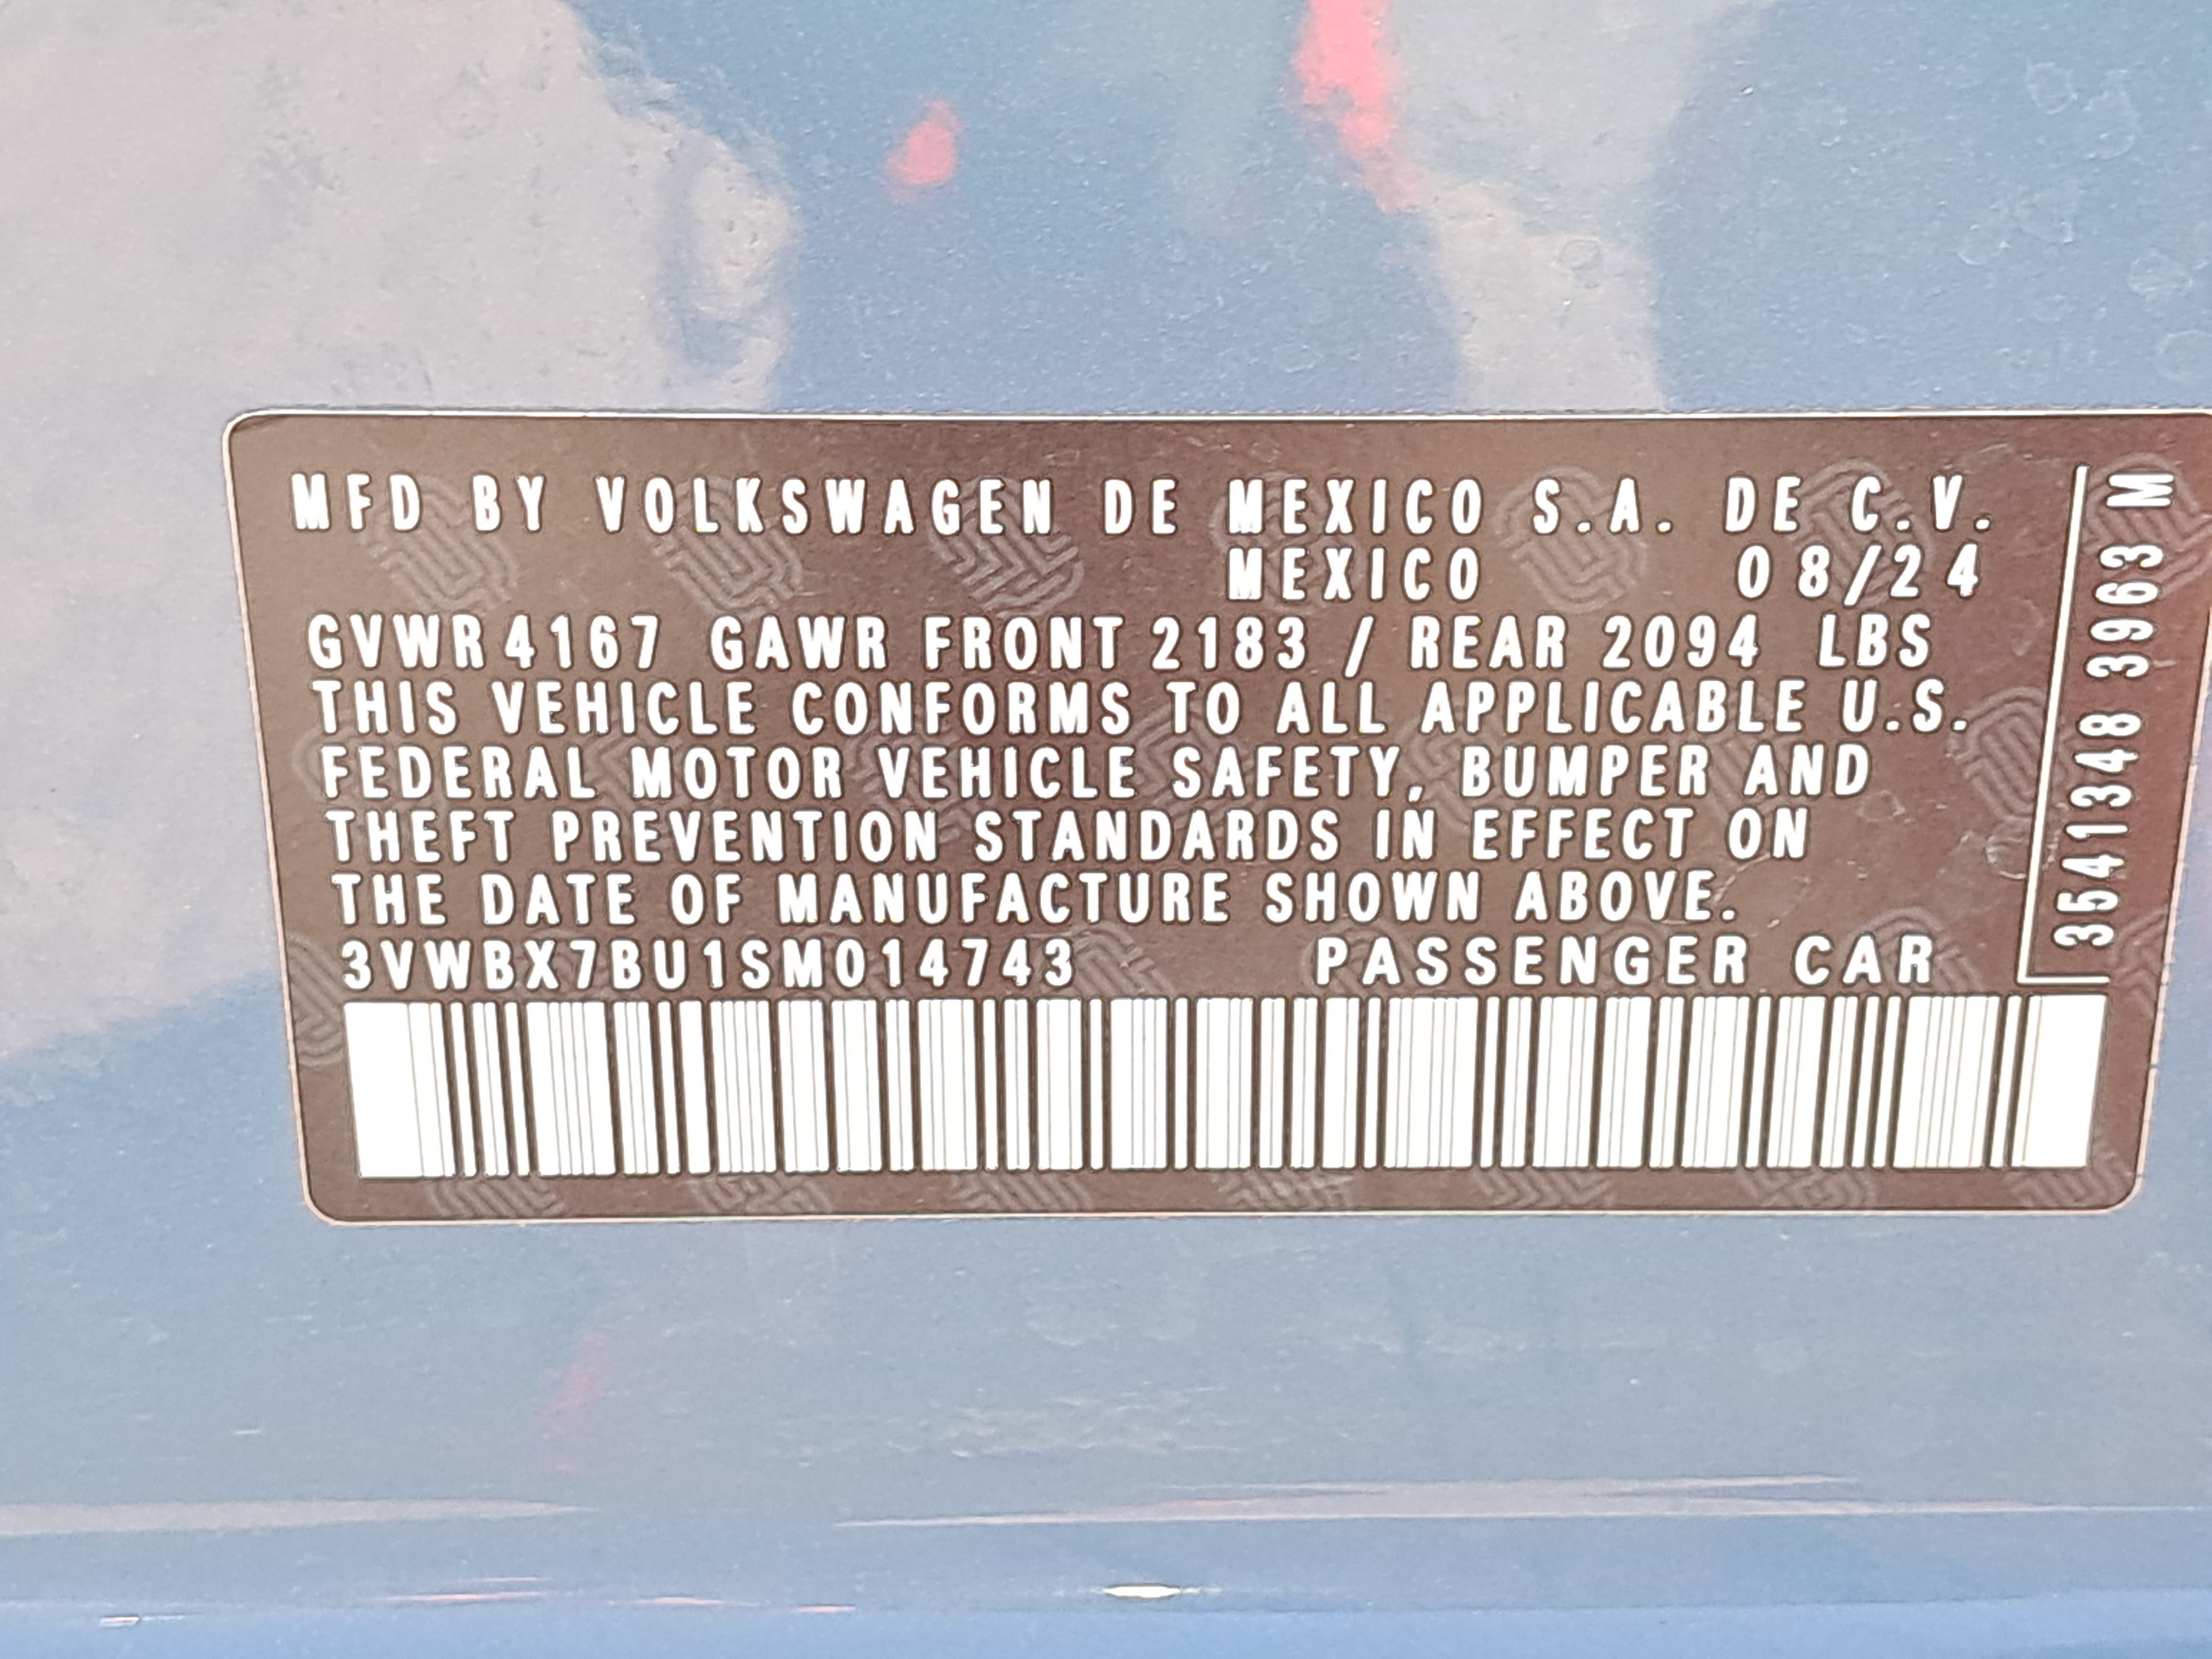 MFD BY VOLKSWAGEN DE MEXICO S.A. DE C.V.
MEXICO 08/24
GVWR 4167 GAWR FRONT 2183 / REAR 2094 LBS
THIS VEHICLE CONFORMS TO ALL APPLICABLE U.S.
FEDERAL MOTOR VEHICLE SAFETY, BUMPER AND
THEFT PREVENTION STANDARDS IN EFFECT ON
THE DATE OF MANUFACTURE SHOWN ABOVE.
3VWBX7BU1SM014743 PASSENGER CAR
3541348 3963 M